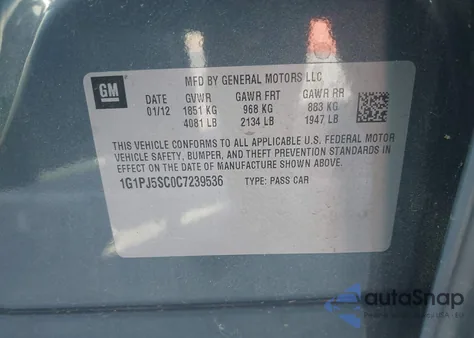 GM
MFD BY GENERAL MOTORS LLC
DATE GVWR GAWR FRT GAWR RR
01/12 1851 KG 968 KG 883 KG
4081 LB 2134 LB 1947 LB
THIS VEHICLE CONFORMS TO ALL APPLICABLE U.S. FEDERAL MOTOR
VEHICLE SAFETY, BUMPER, AND THEFT PREVENTION STANDARDS IN
EFFECT ON THE DATE OF MANUFACTURE SHOWN ABOVE.
1G1PJ5SC0C7239536 TYPE: PASS CAR
autoSnap